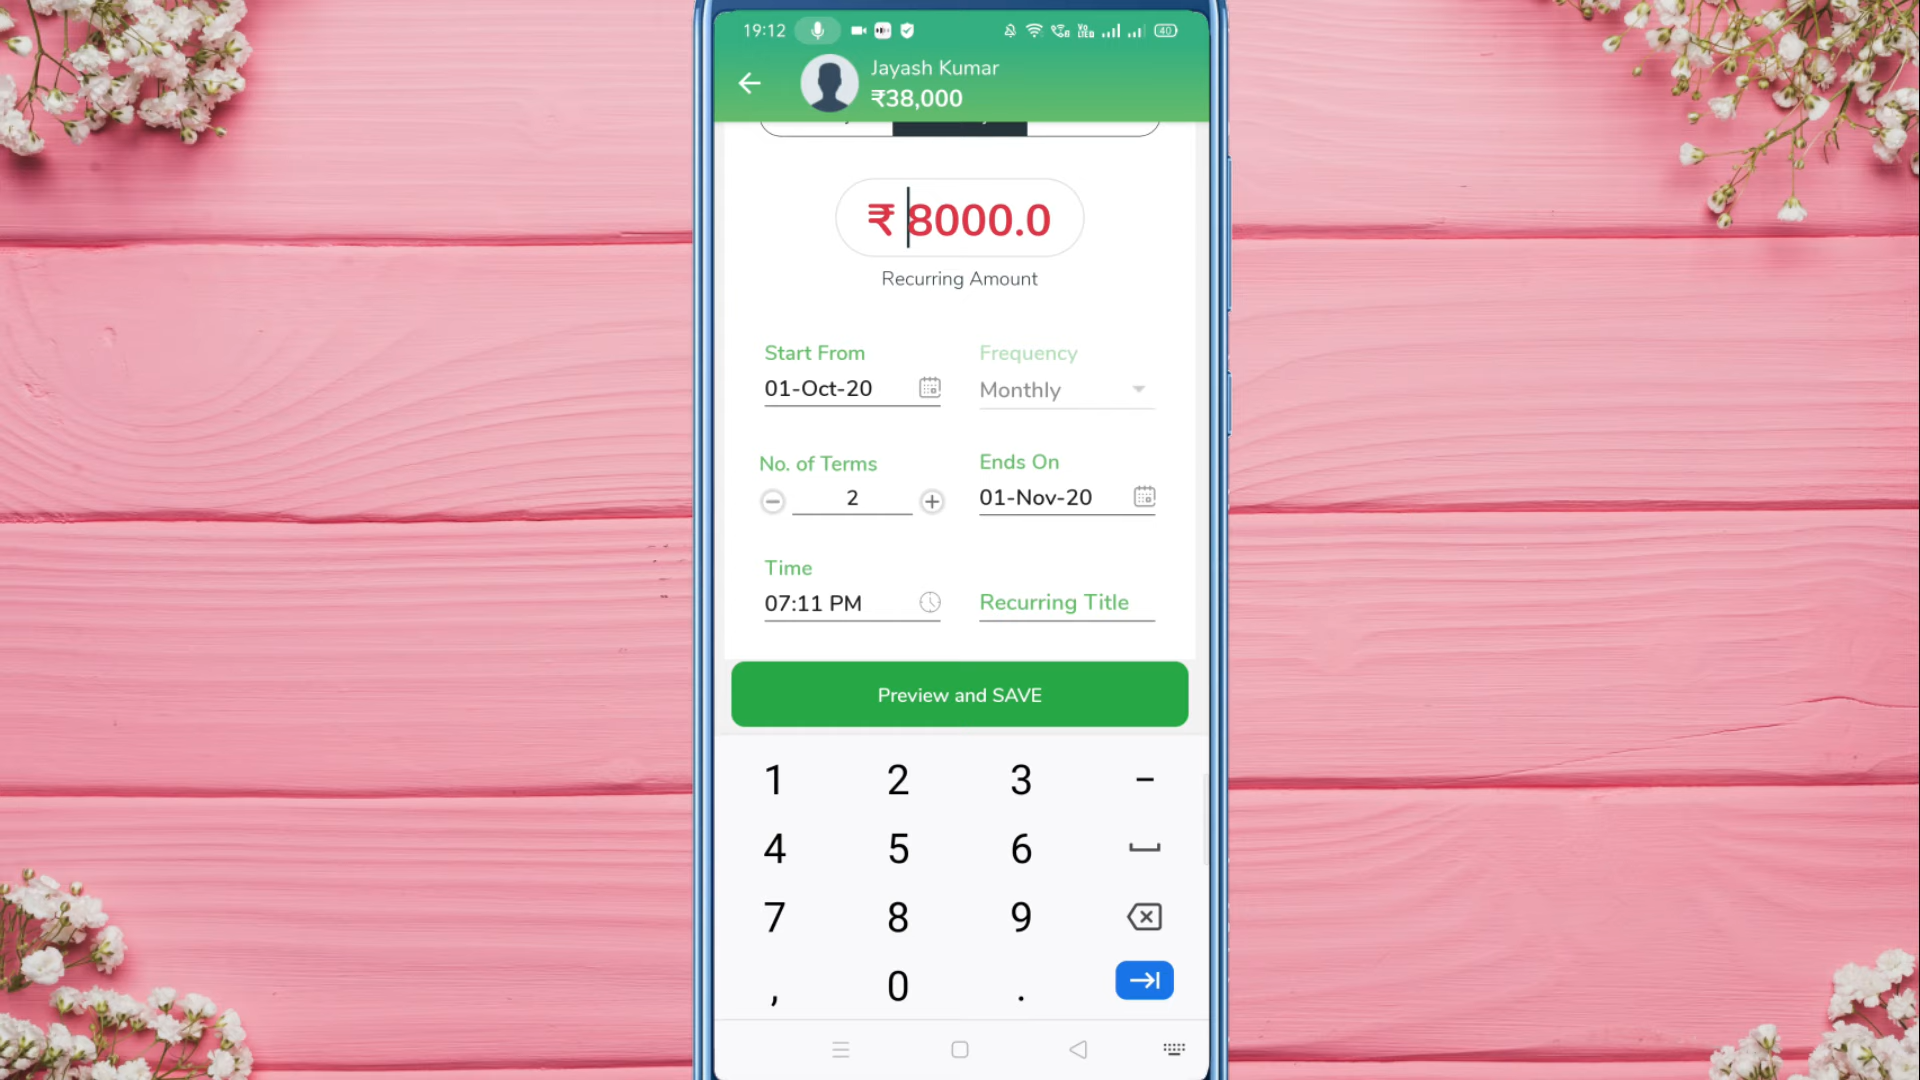 19:12
40
Jayash Kumar
₹38,000
₹ 8000.0
Recurring Amount
Start From Frequency
01-Oct-20 Monthly
No. of Terms Ends On
2 01-Nov-20
Time
07:11 PM Recurring Title
Preview and SAVE
1 2 3 -
4 5 6
7 8 9
, 0 .